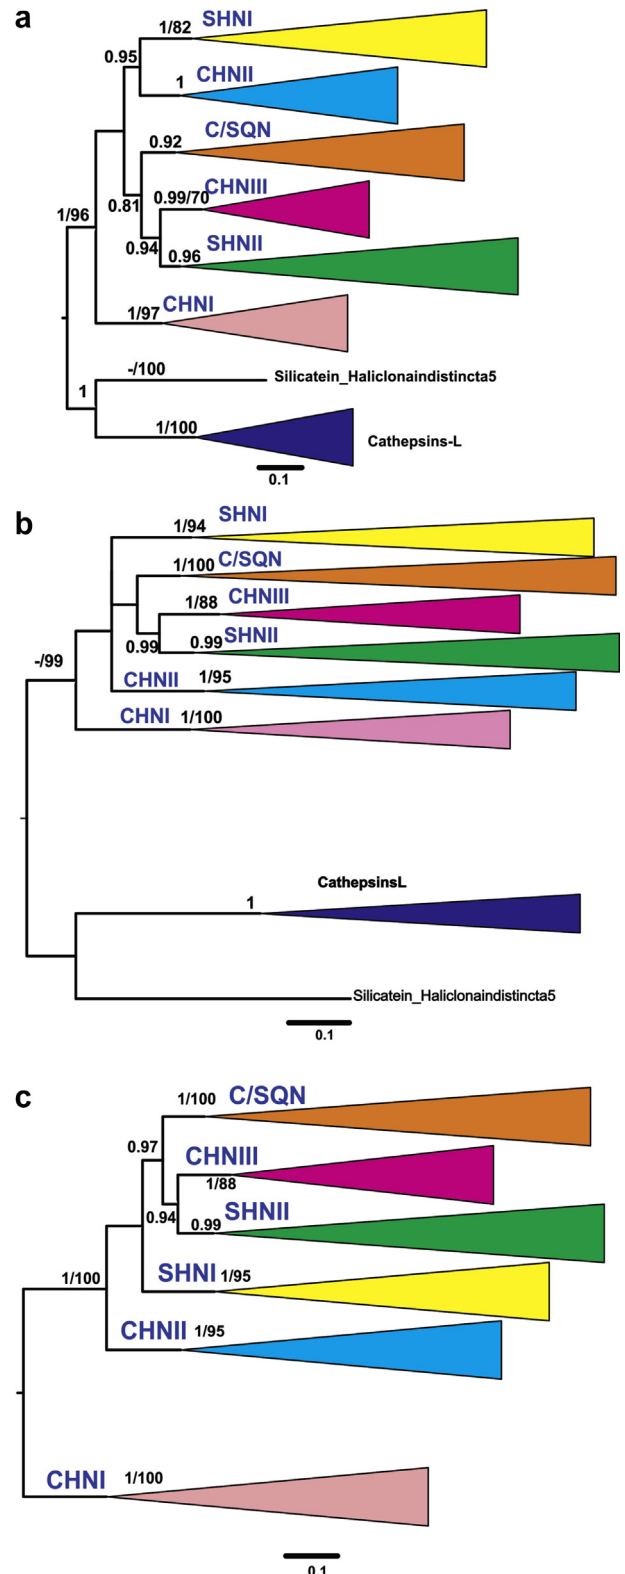 a
SHNI
1/82
0.95
CHNII
1
C/SQN
0.92
CHNIII
0.99/70
0.81
1/96
SHNII
0.94
0.96
CHNI
1/97
-/100
Silicatein_Haliclonaindistincta5
1
1/100
Cathepsins-L
0.1
b
SHNI
1/94
C/SQN
1/100
CHNIII
1/88
SHNII
0.99
0.99
-/99
CHNII
1/95
CHNI
1/100
CathepsinsL
1
Silicatein_Haliclonaindistincta5
0.1
c
1/100 C/SQN
0.97
CHNIII
1/88
SHNII
0.94
0.99
SHNI 1/95
1/100
CHNII 1/95
CHNI 1/100
0.1